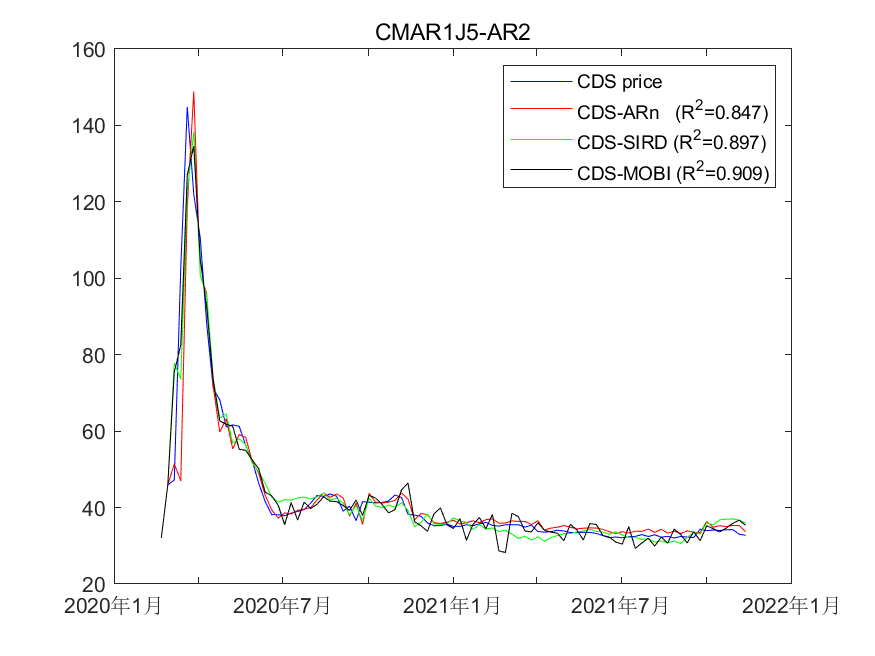 CMAR1J5-AR2
160
140
120
100
80
60
40
20
CDS price
CDS-ARn (R²=0.847)
CDS-SIRD (R²=0.897)
CDS-MOBI (R²=0.909)
2020年1月
2020年7月
2021年1月
2021年7月
2022年1月